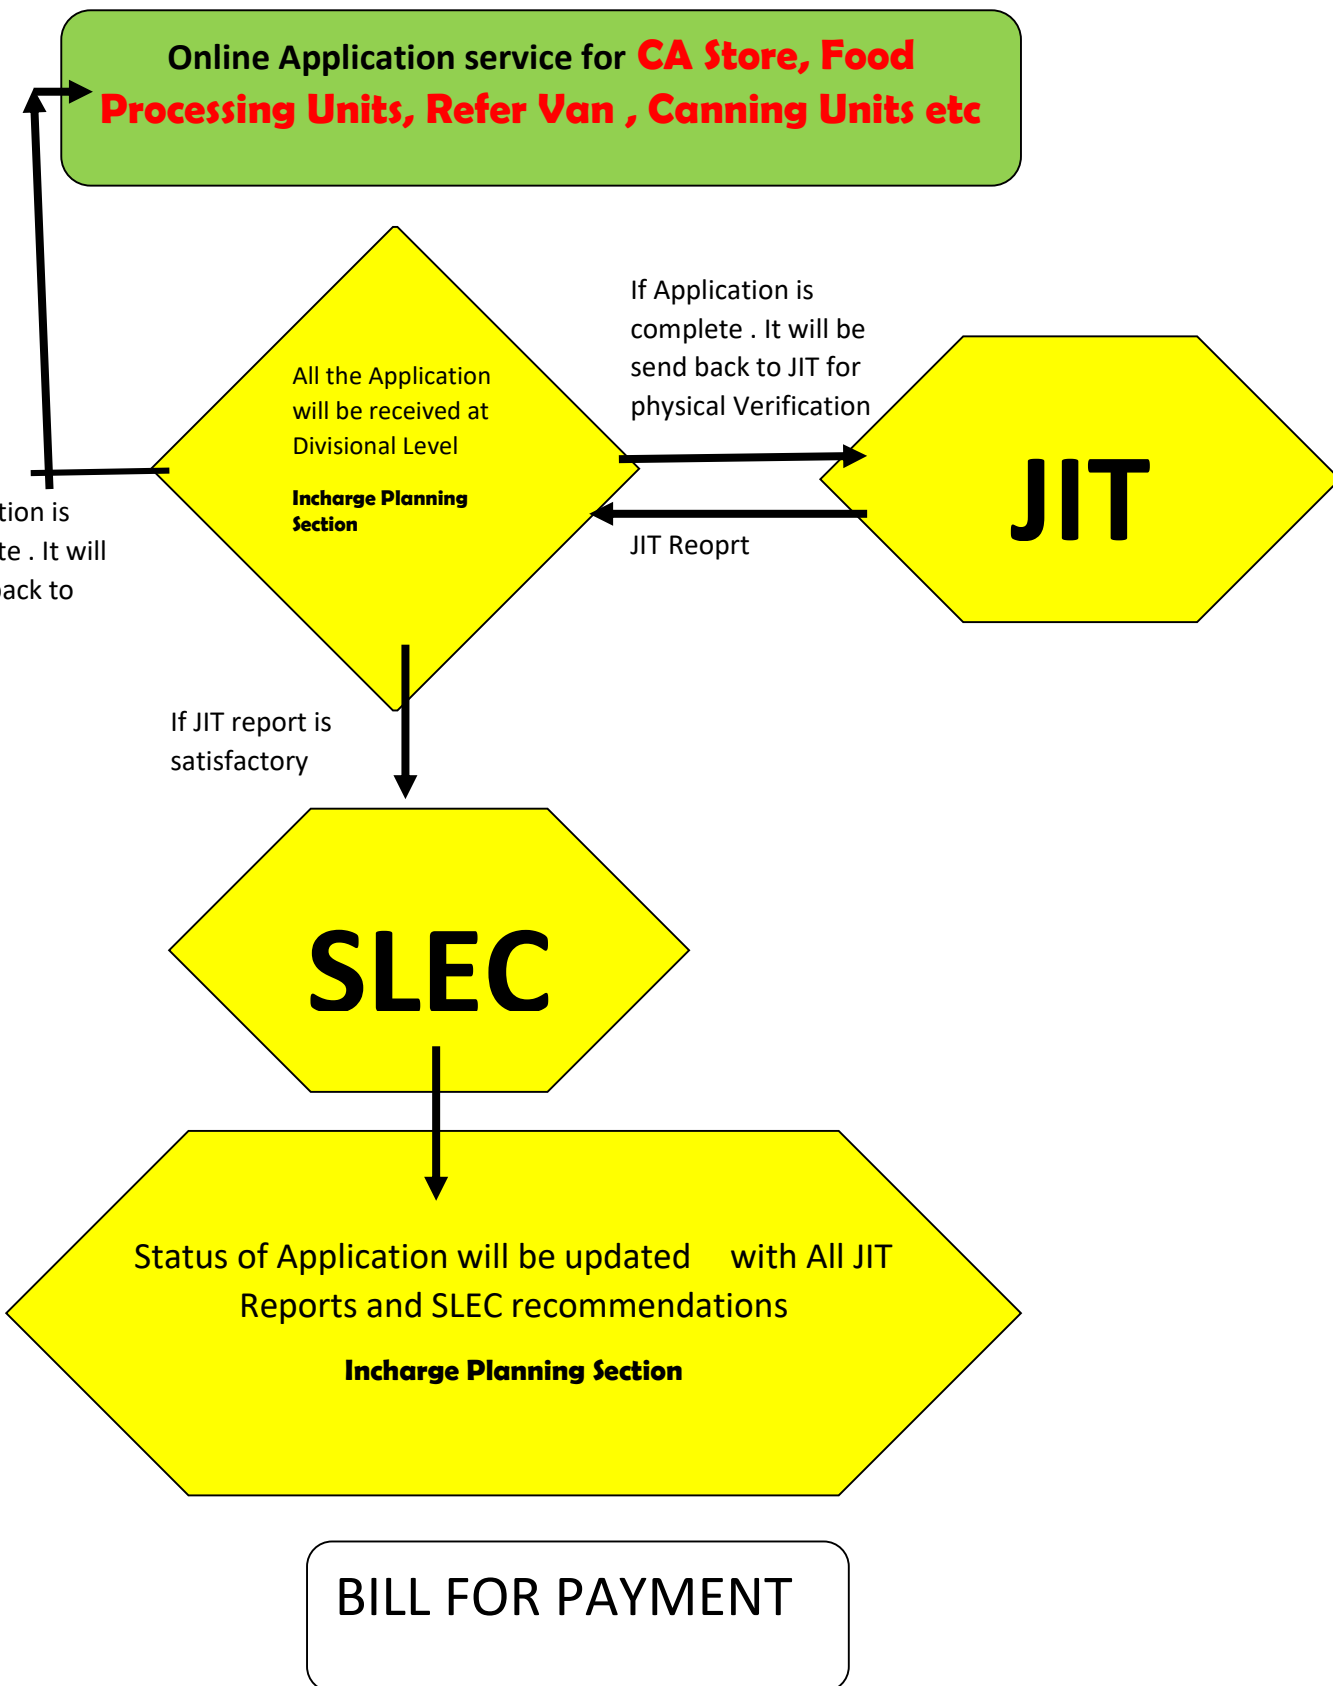 Online Application service for CA Store, Food
Processing Units, Refer Van , Canning Units etc
If Application is
complete . It will be
send back to JIT for
physical Verification
All the Application
will be received at
Divisional Level
Incharge Planning
Section
JIT
JIT Reoprt
is
. It will
back to
If JIT report is
satisfactory
SLEC
Status of Application will be updated with All JIT
Reports and SLEC recommendations
Incharge Planning Section
BILL FOR PAYMENT